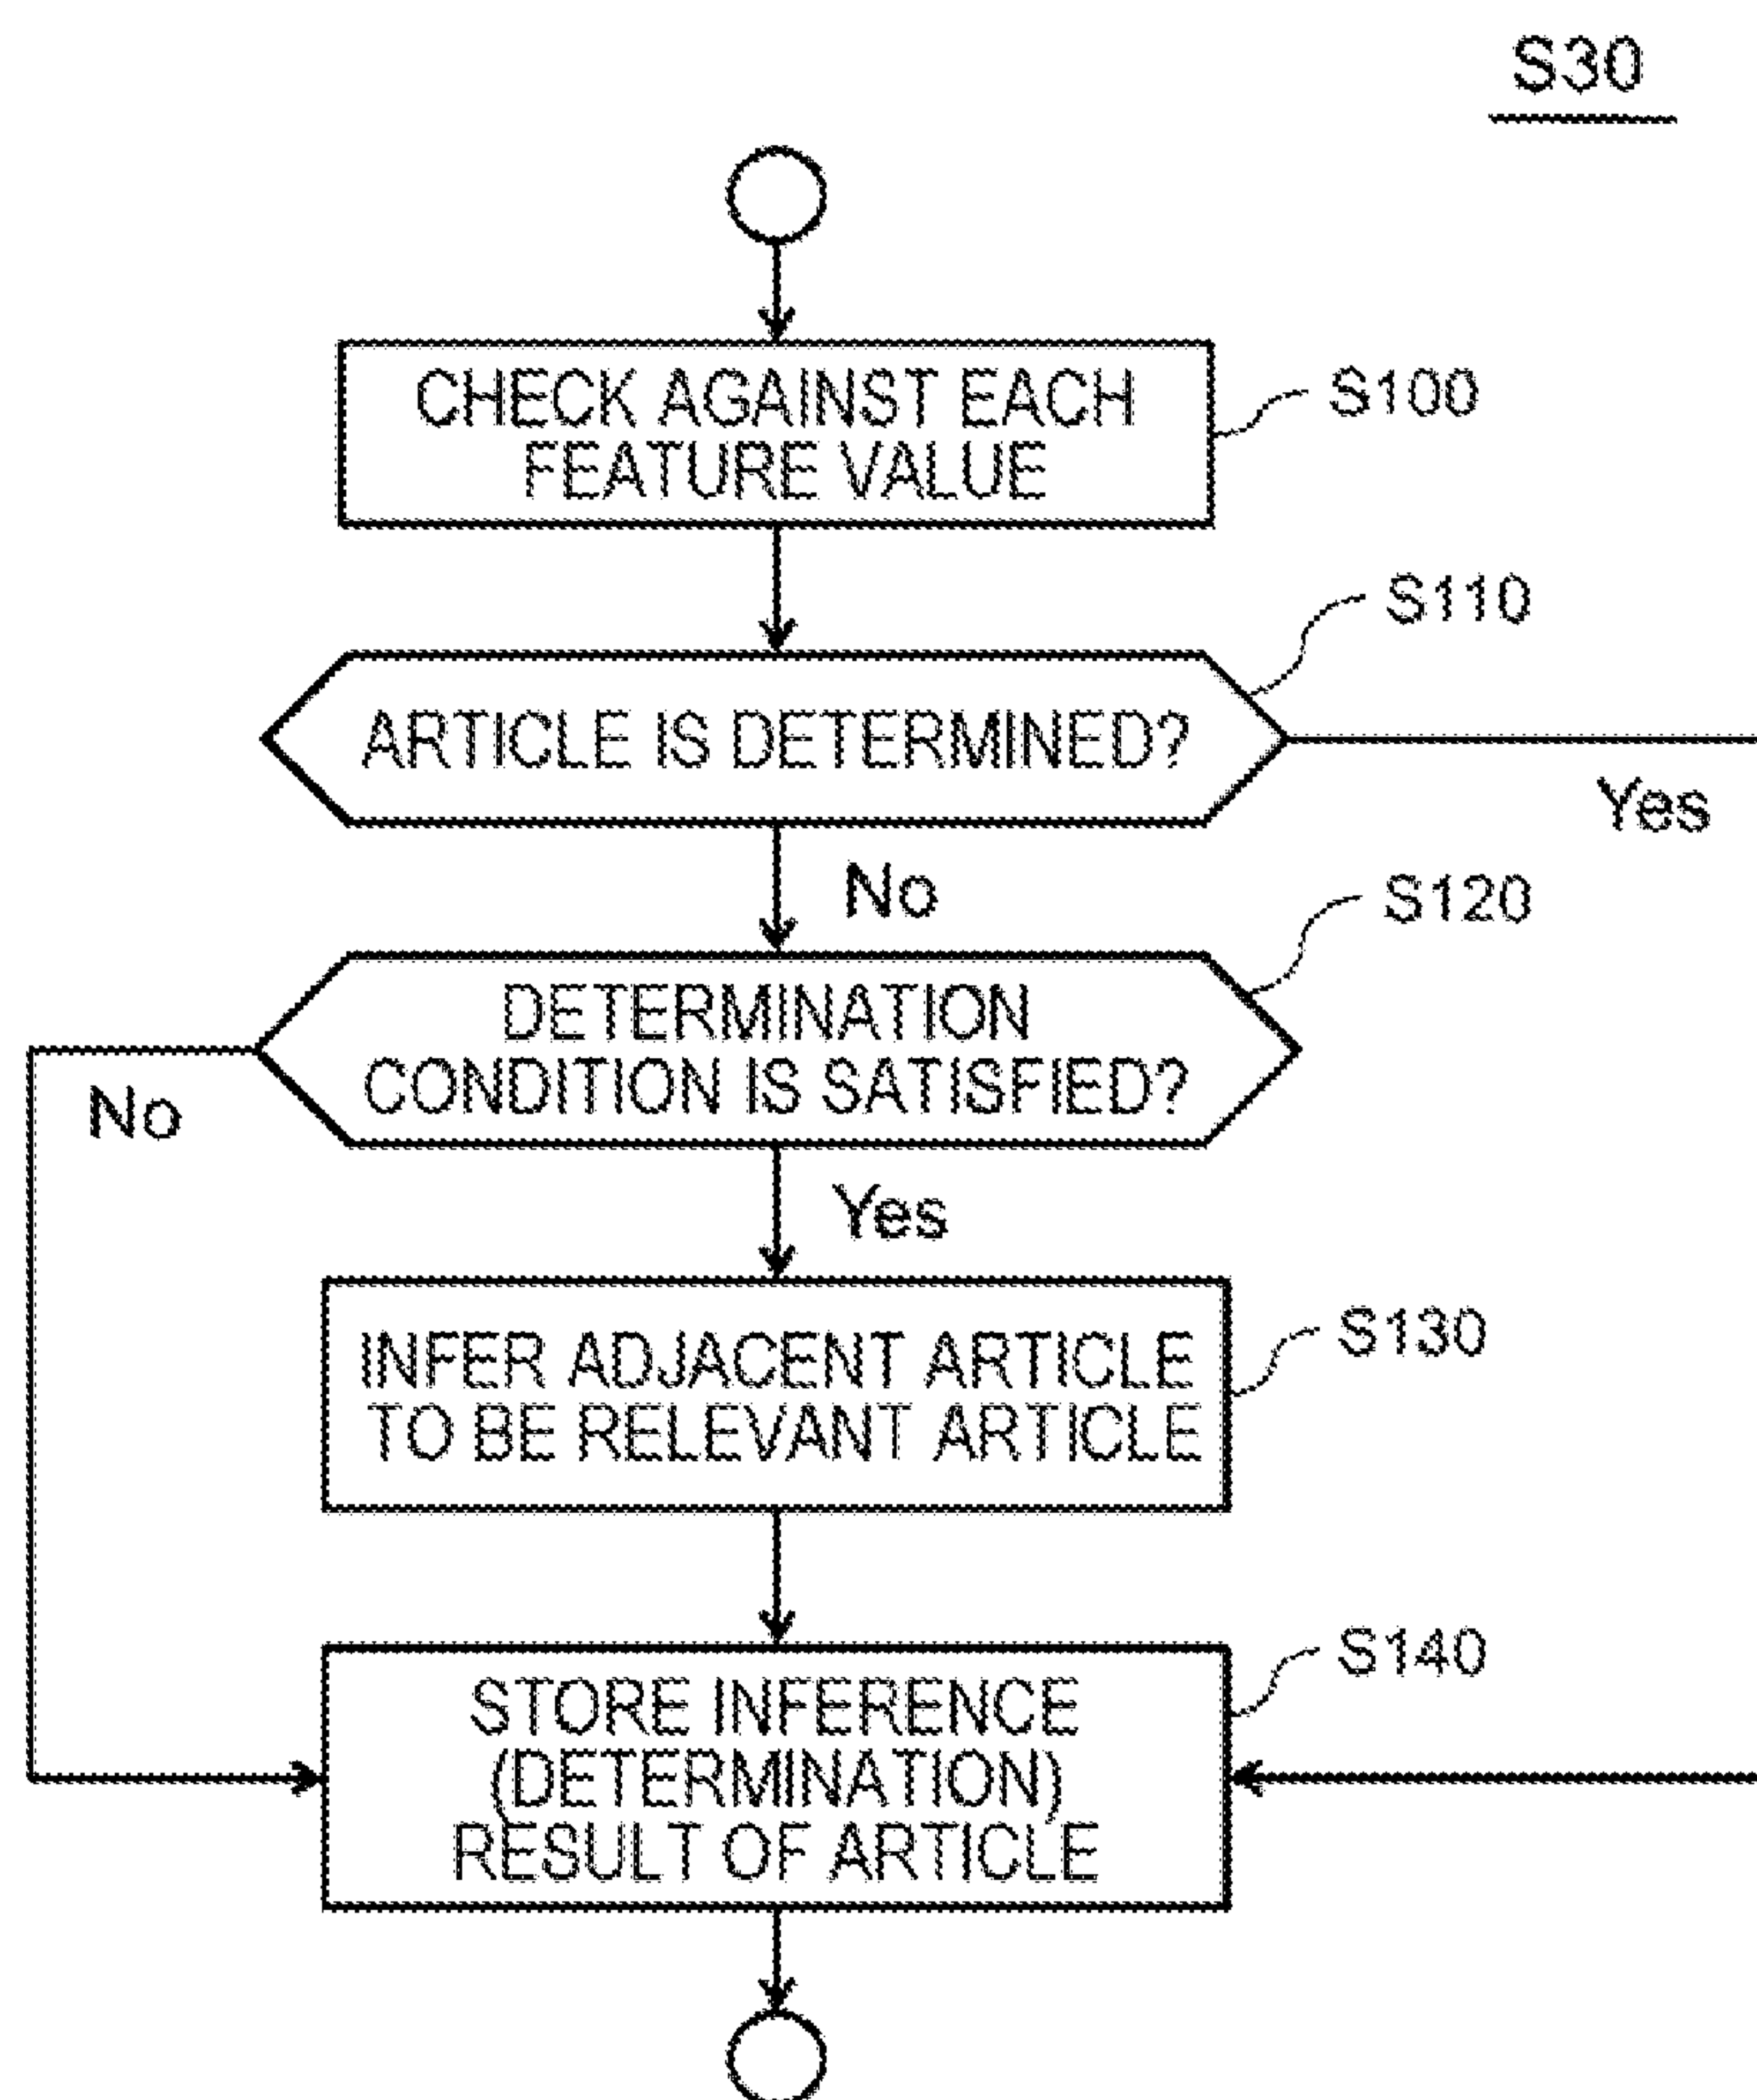 S30
CHECK AGAINST EACH
FEATURE VALUE
S100
S110
ARTICLE IS DETERMINED?
Yes
No
S120
DETERMINATION
CONDITION IS SATISFIED?
No
Yes
INFER ADJACENT ARTICLE
TO BE RELEVANT ARTICLE
S130
STORE INFERENCE
(DETERMINATION)
RESULT OF ARTICLE
S140